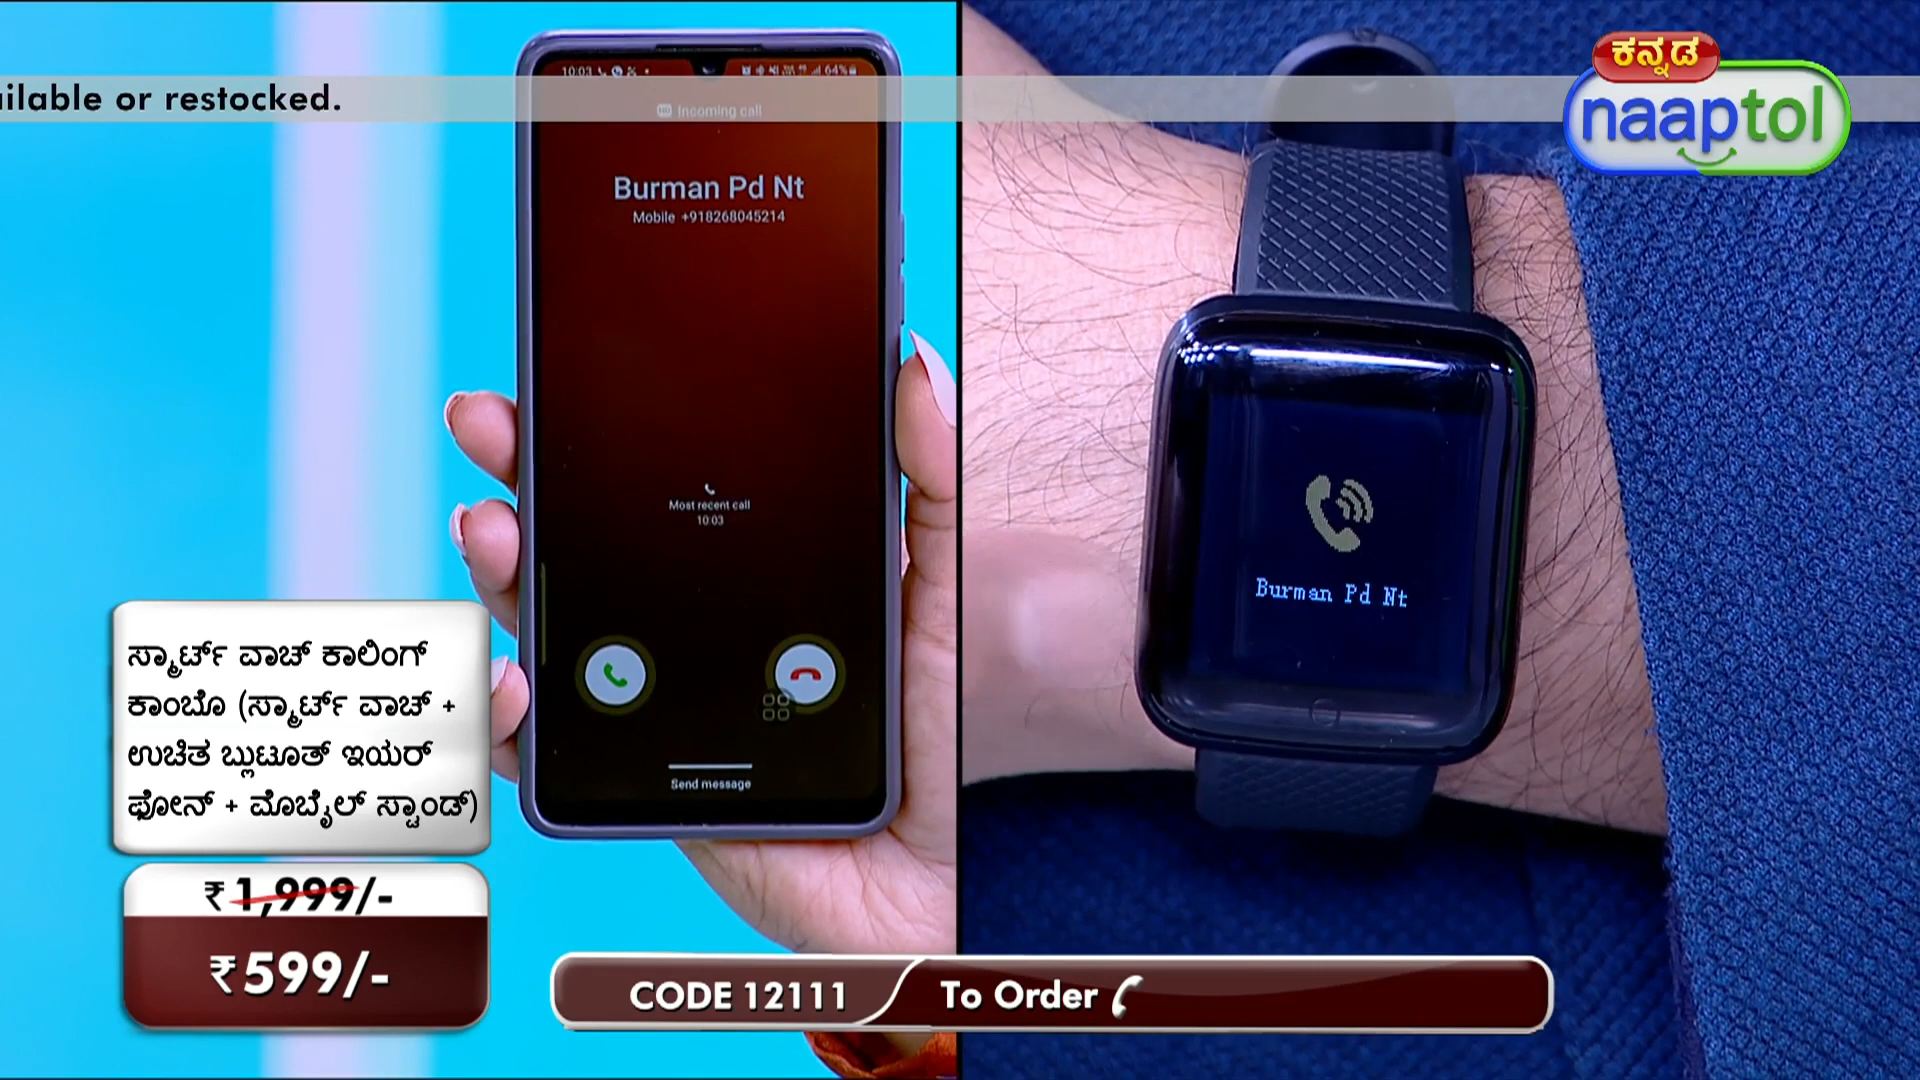 ailable or restocked.
ಕನ್ನಡ
naaptol
10:03
64%
Incoming call
Burman Pd Nt
Mobile +918268045214
Most recent call
10:03
Send message
Burman Pd Nt
ಸ್ಮಾರ್ಟ್ ವಾಚ್ ಕಾಲಿಂಗ್
ಕಾಂಬೊ (ಸ್ಮಾರ್ಟ್ ವಾಚ್ +
ಉಚಿತ ಬ್ಲುಟೂತ್ ಇಯರ್
ಫೋನ್ + ಮೊಬೈಲ್ ಸ್ಟಾಂಡ್)
₹ 1,999/-
₹599/-
CODE 12111 To Order